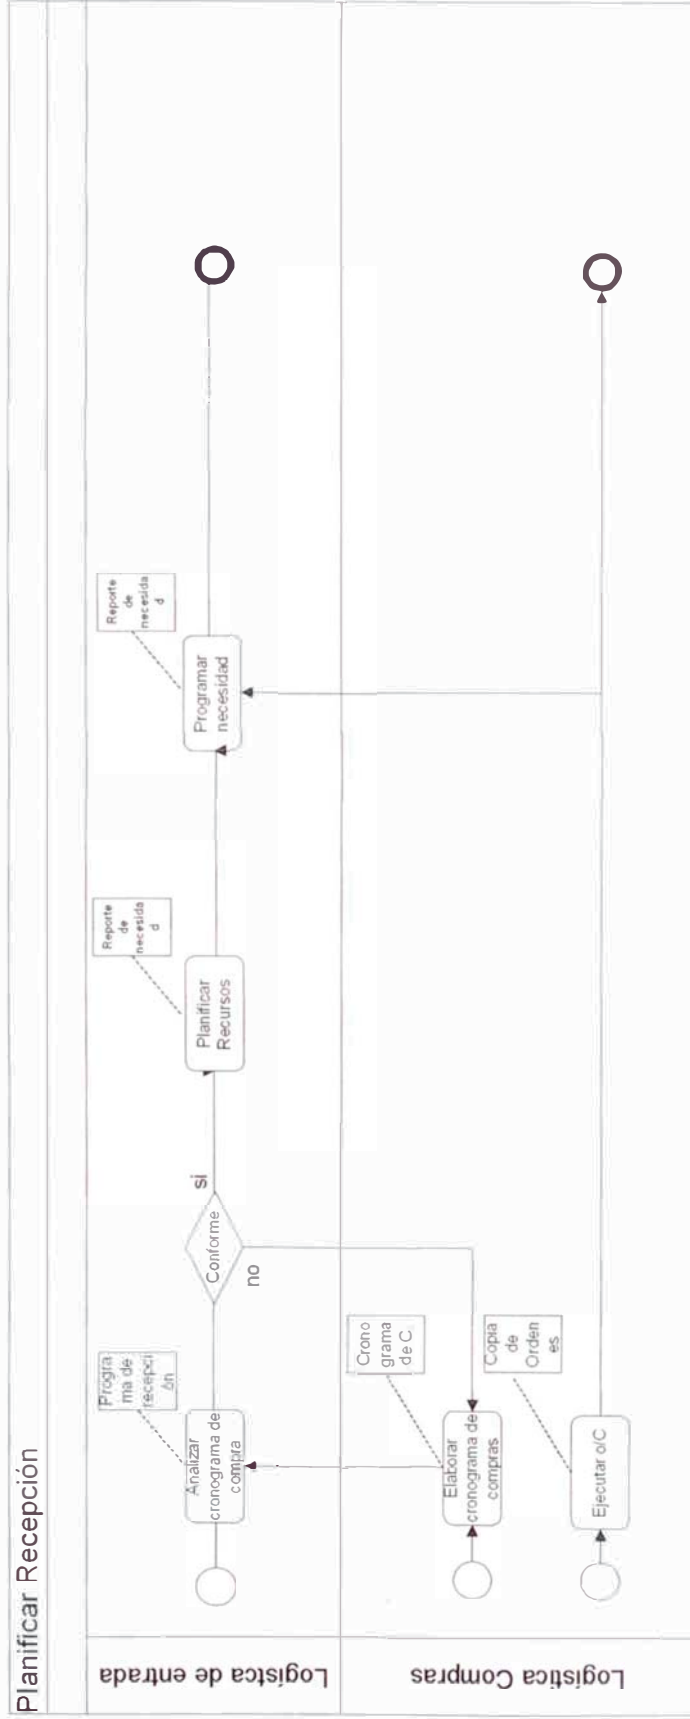 Planificar Recepción
Logístca de entrada
Progra
ma de
recepci
ón
Analizar
cronograma de
compra
Conforme
si
no
Reporte
de
necesida
d
Planificar
Recursos
Reporte
de
necesida
d
Programar
necesidad
Logística Compras
Crono
grama
de C.
Elaborar
cronograma de
compras
Copia
de
Orden
es
Ejecutar o/C